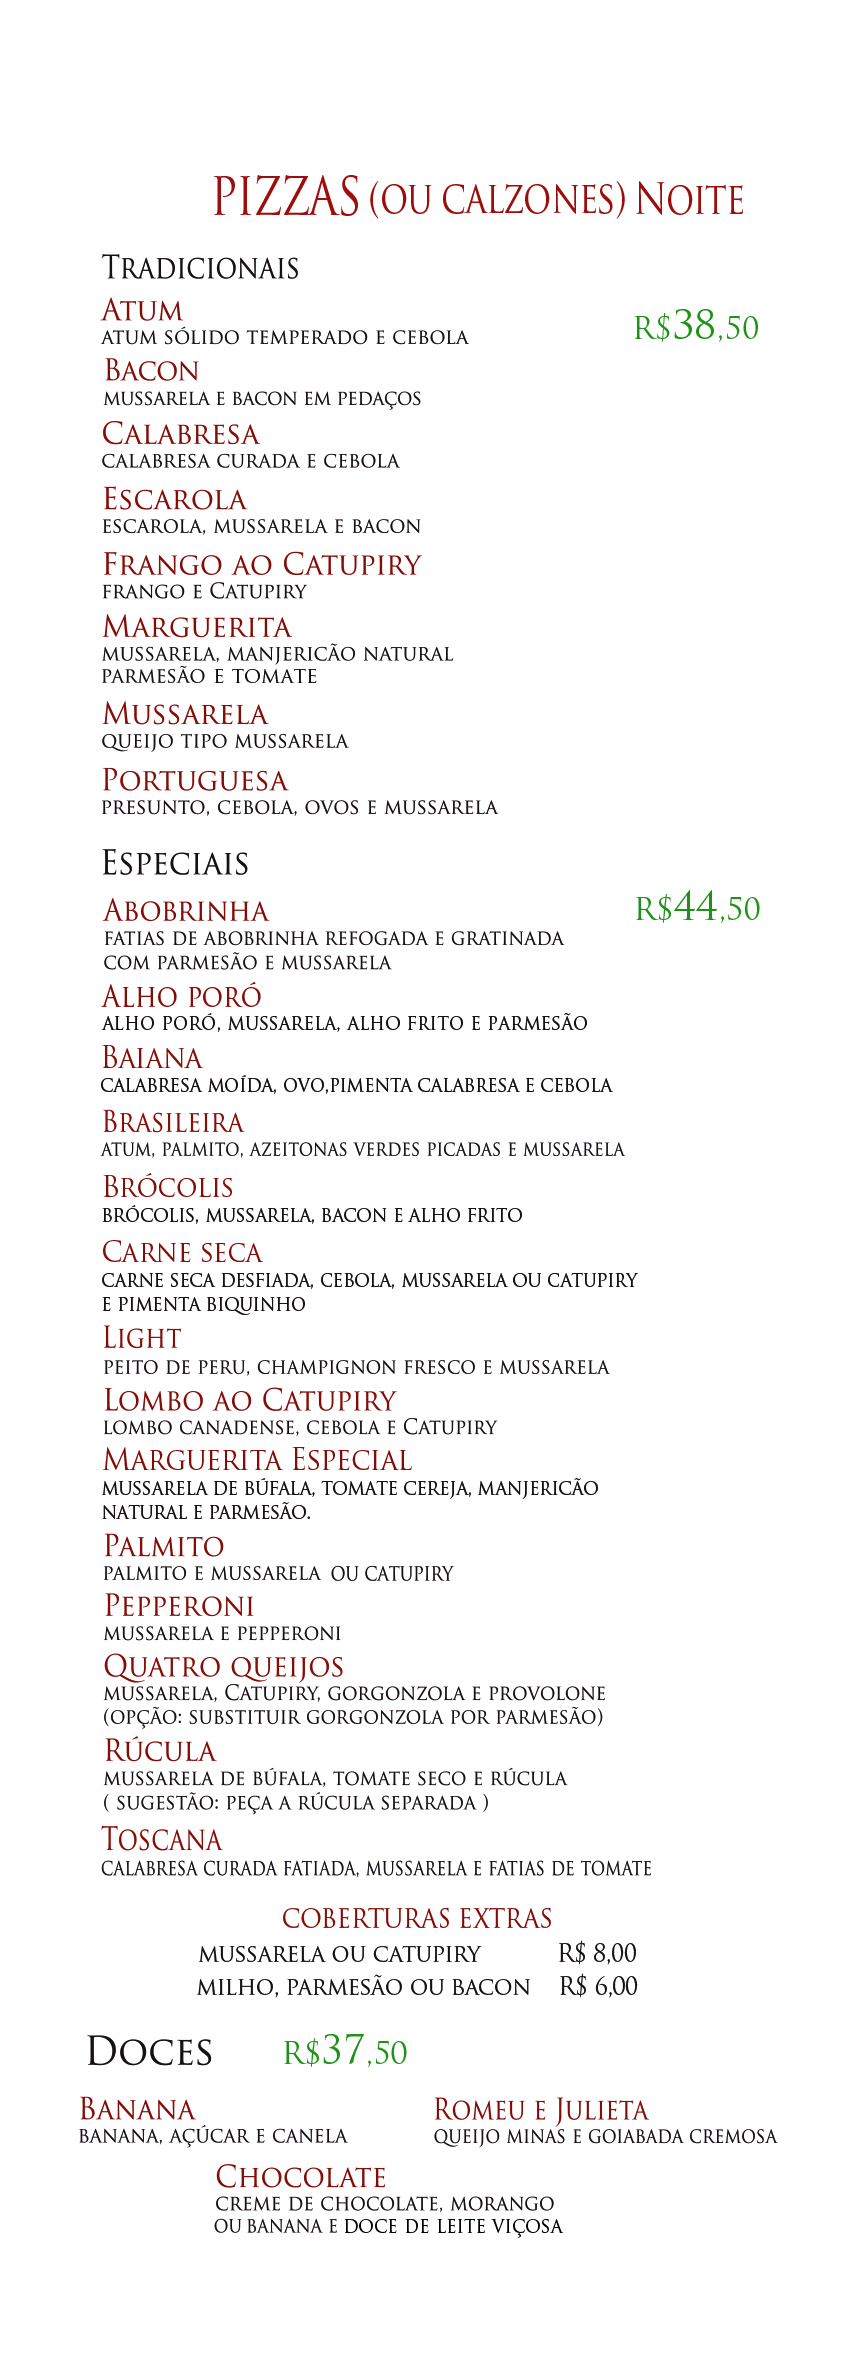 PIZZAS (OU CALZONES) NOITE
TRADICIONAIS
ATUM
ATUM SÓLIDO TEMPERADO E CEBOLA
R$38,50
BACON
MUSSARELA E BACON EM PEDAÇOS
CALABRESA
CALABRESA CURADA E CEBOLA
ESCAROLA
ESCAROLA, MUSSARELA E BACON
FRANGO AO CATUPIRY
FRANGO E CATUPIRY
MARGUERITA
MUSSARELA, MANJERICÃO NATURAL
PARMESÃO E TOMATE
MUSSARELA
QUEIJO TIPO MUSSARELA
PORTUGUESA
PRESUNTO, CEBOLA, OVOS E MUSSARELA
ESPECIAIS
ABOBRINHA
R$44,50
FATIAS DE ABOBRINHA REFOGADA E GRATINADA
COM PARMESÃO E MUSSARELA
ALHO PORÓ
ALHO PORÓ, MUSSARELA, ALHO FRITO E PARMESÃO
BAIANA
CALABRESA MOÍDA, OVO,PIMENTA CALABRESA E CEBOLA
BRASILEIRA
ATUM, PALMITO, AZEITONAS VERDES PICADAS E MUSSARELA
BRÓCOLIS
BRÓCOLIS, MUSSARELA, BACON E ALHO FRITO
CARNE SECA
CARNE SECA DESFIADA, CEBOLA, MUSSARELA OU CATUPIRY
E PIMENTA BIQUINHO
LIGHT
PEITO DE PERU, CHAMPIGNON FRESCO E MUSSARELA
LOMBO AO CATUPIRY
LOMBO CANADENSE, CEBOLA E CATUPIRY
MARGUERITA ESPECIAL
MUSSARELA DE BÚFALA, TOMATE CEREJA, MANJERICÃO
NATURAL E PARMESÃO.
PALMITO
PALMITO E MUSSARELA OU CATUPIRY
PEPPERONI
MUSSARELA E PEPPERONI
QUATRO QUEIJOS
MUSSARELA, CATUPIRY, GORGONZOLA E PROVOLONE
(OPÇÃO: SUBSTITUIR GORGONZOLA POR PARMESÃO)
RÚCULA
MUSSARELA DE BÚFALA, TOMATE SECO E RÚCULA
( SUGESTÃO: PEÇA A RÚCULA SEPARADA )
TOSCANA
CALABRESA CURADA FATIADA, MUSSARELA E FATIAS DE TOMATE
COBERTURAS EXTRAS
MUSSARELA OU CATUPIRY R$ 8,00
MILHO, PARMESÃO OU BACON R$ 6,00
DOCES R$37,50
BANANA
BANANA, AÇÚCAR E CANELA
ROMEU E JULIETA
QUEIJO MINAS E GOIABADA CREMOSA
CHOCOLATE
CREME DE CHOCOLATE, MORANGO
OU BANANA E DOCE DE LEITE VIÇOSA